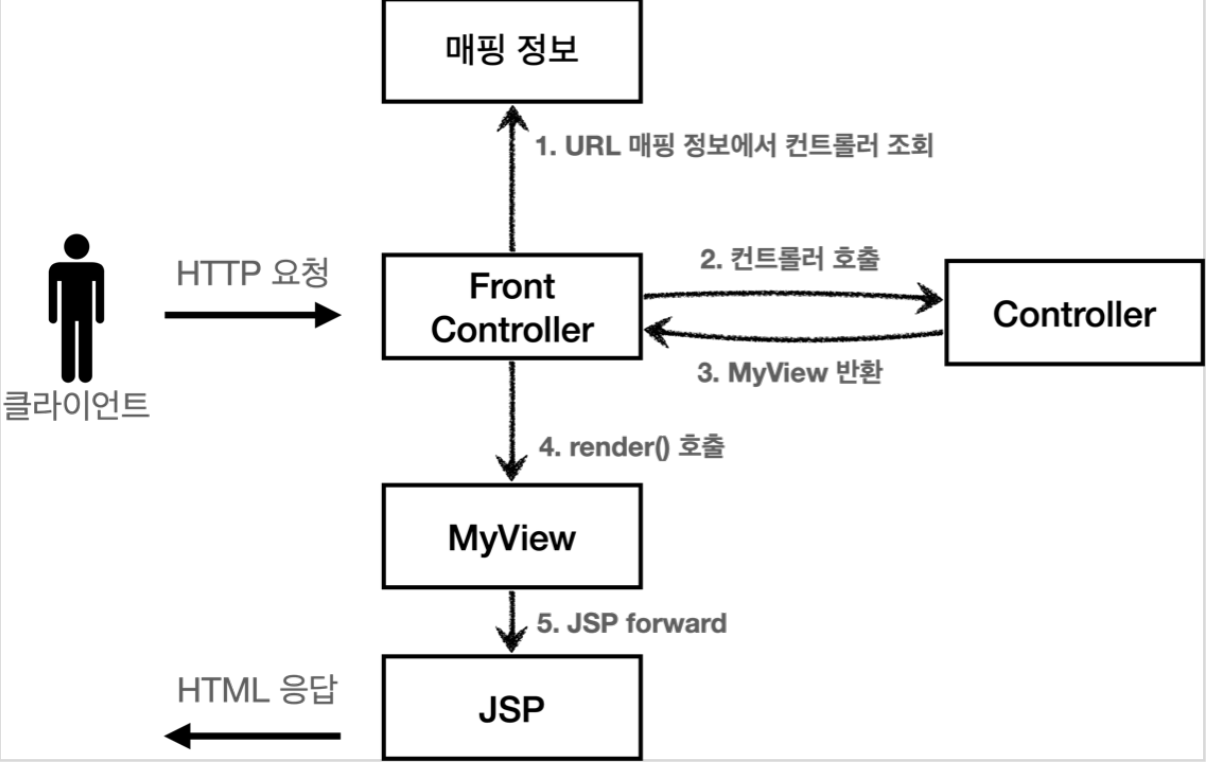 매핑 정보
1. URL 매핑 정보에서 컨트롤러 조회
HTTP 요청
Front
Controller
2. 컨트롤러 호출
Controller
3. MyView 반환
클라이언트
4. render() 호출
MyView
5. JSP forward
HTML 응답
JSP